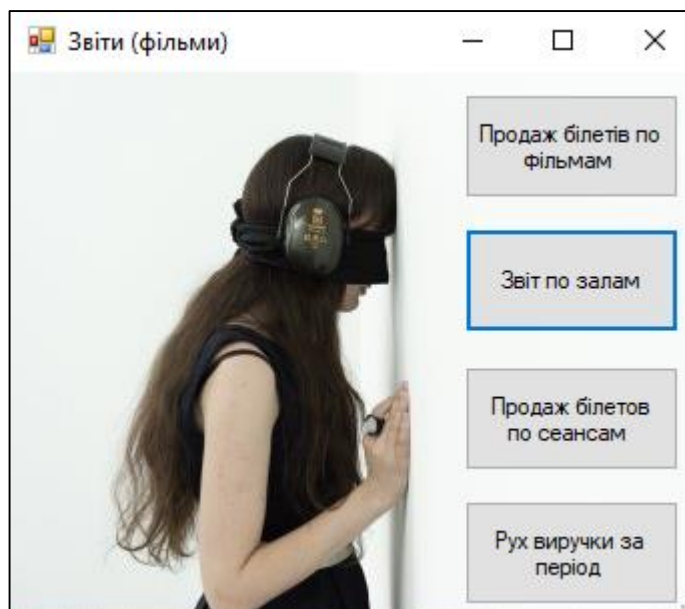 Звіти (фільми)
Продаж білетів по
фільмам
Звіт по залам
Продаж білетов
по сеансам
Рух виручки за
період